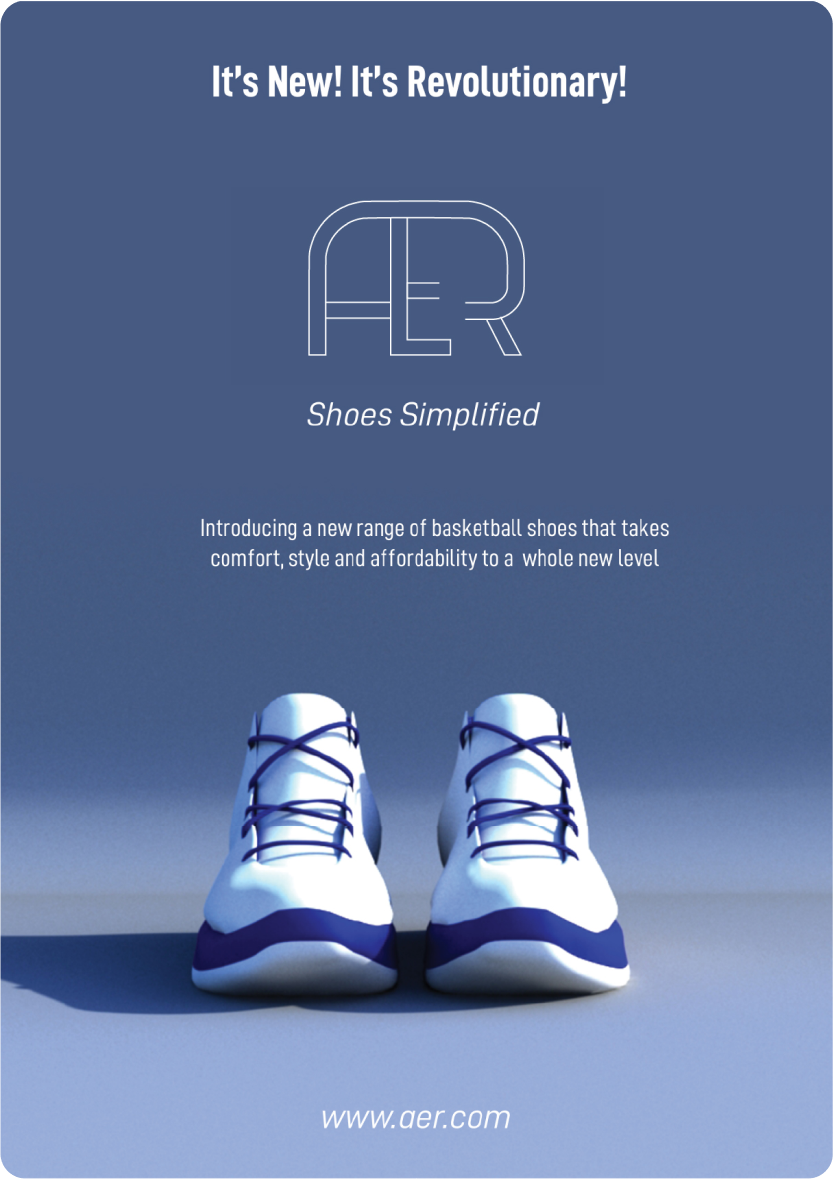 It's New! It's Revolutionary!
AER
Shoes Simplified
Introducing a new range of basketball shoes that takes
comfort, style and affordability to a  whole new level
www.aer.com